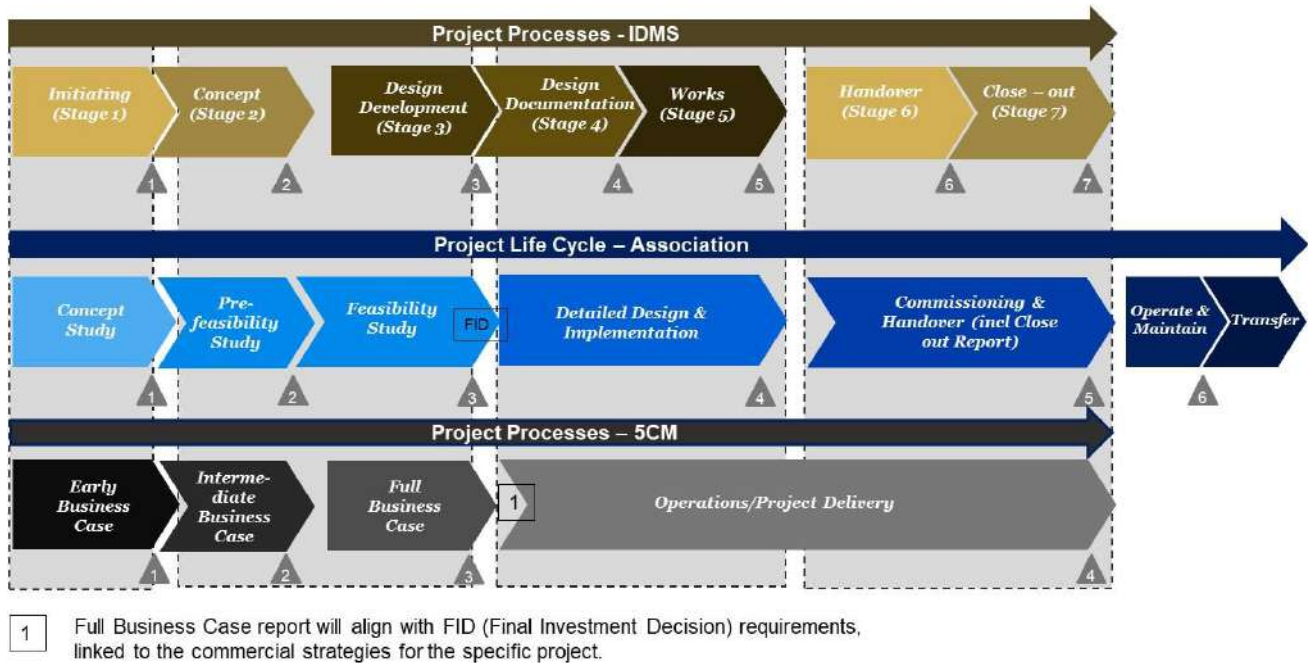 Project Processes - IDMS
Initiating
(Stage 1)
Concept
(Stage 2)
Design
Development
(Stage 3)
Design
Documentation
(Stage 4)
Works
(Stage 5)
Handover
(Stage 6)
Close – out
(Stage 7)
1
2
3
4
5
6
7
Project Life Cycle – Association
Concept
Study
Pre-
feasibility
Study
Feasibility
Study
FID
Detailed Design &
Implementation
Commissioning &
Handover (incl Close
out Report)
Operate &
Maintain
Transfer
1
2
3
4
5
6
Project Processes – 5CM
Early
Business
Case
Interme-
diate
Business
Case
Full
Business
Case
1
Operations/Project Delivery
1
2
3
4
1
Full Business Case report will align with FID (Final Investment Decision) requirements,
linked to the commercial strategies for the specific project.